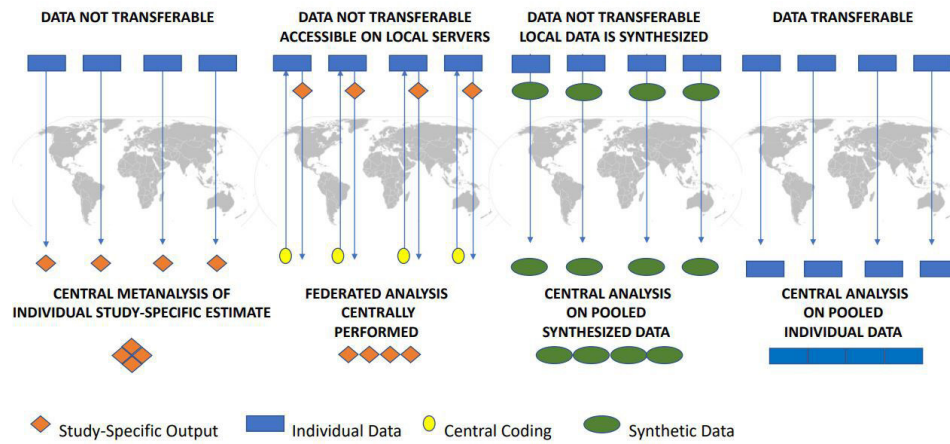 DATA NOT TRANSFERABLE
DATA NOT TRANSFERABLE
ACCESSIBLE ON LOCAL SERVERS
DATA NOT TRANSFERABLE
LOCAL DATA IS SYNTHESIZED
DATA TRANSFERABLE
CENTRAL METANALYSIS OF
INDIVIDUAL STUDY-SPECIFIC ESTIMATE
FEDERATED ANALYSIS
CENTRALLY
PERFORMED
CENTRAL ANALYSIS
ON POOLED
SYNTHESIZED DATA
CENTRAL ANALYSIS
ON POOLED
INDIVIDUAL DATA
Study-Specific Output
Individual Data
Central Coding
Synthetic Data